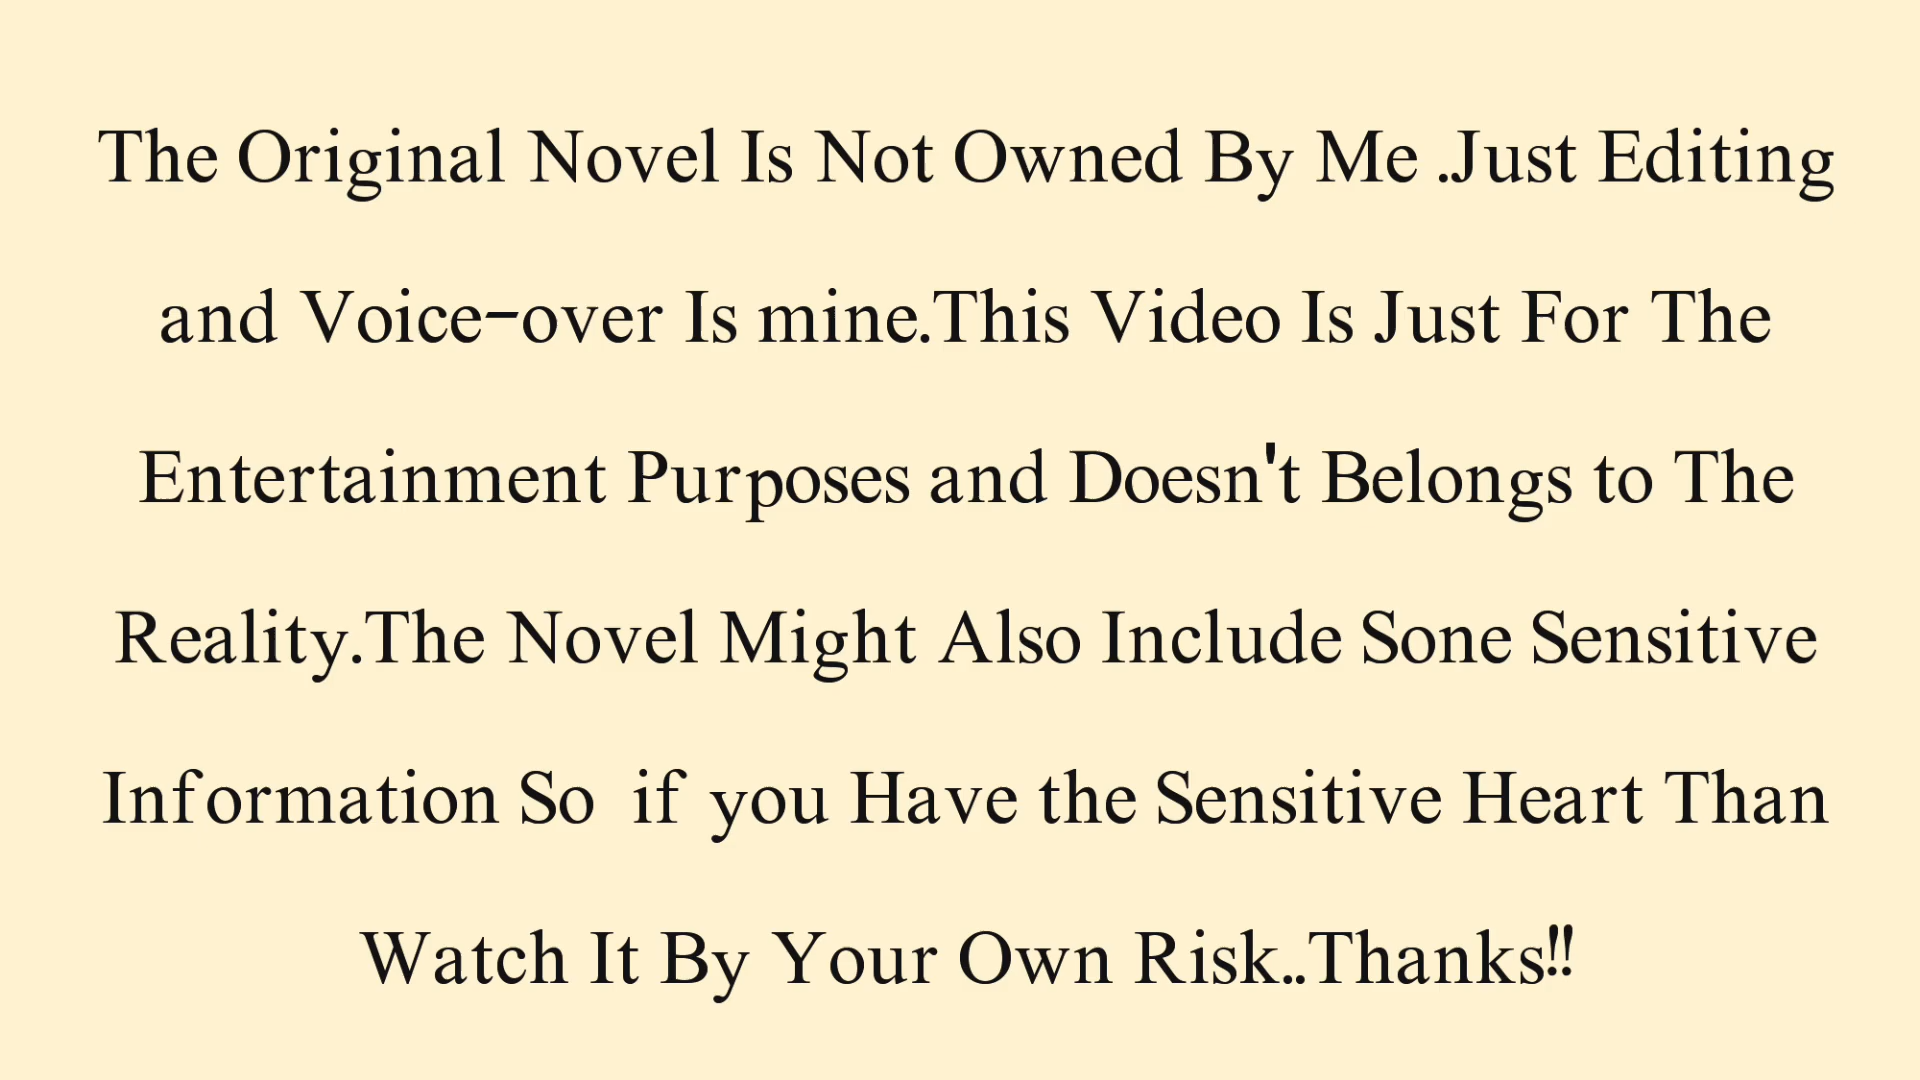 The Original Novel Is Not Owned By Me .Just Editing
and Voice-over Is mine.This Video Is Just For The
Entertainment Purposes and Doesn't Belongs to The
Reality.The Novel Might Also Include Sone Sensitive
Information So  if you Have the Sensitive Heart Than
Watch It By Your Own Risk..Thanks!!